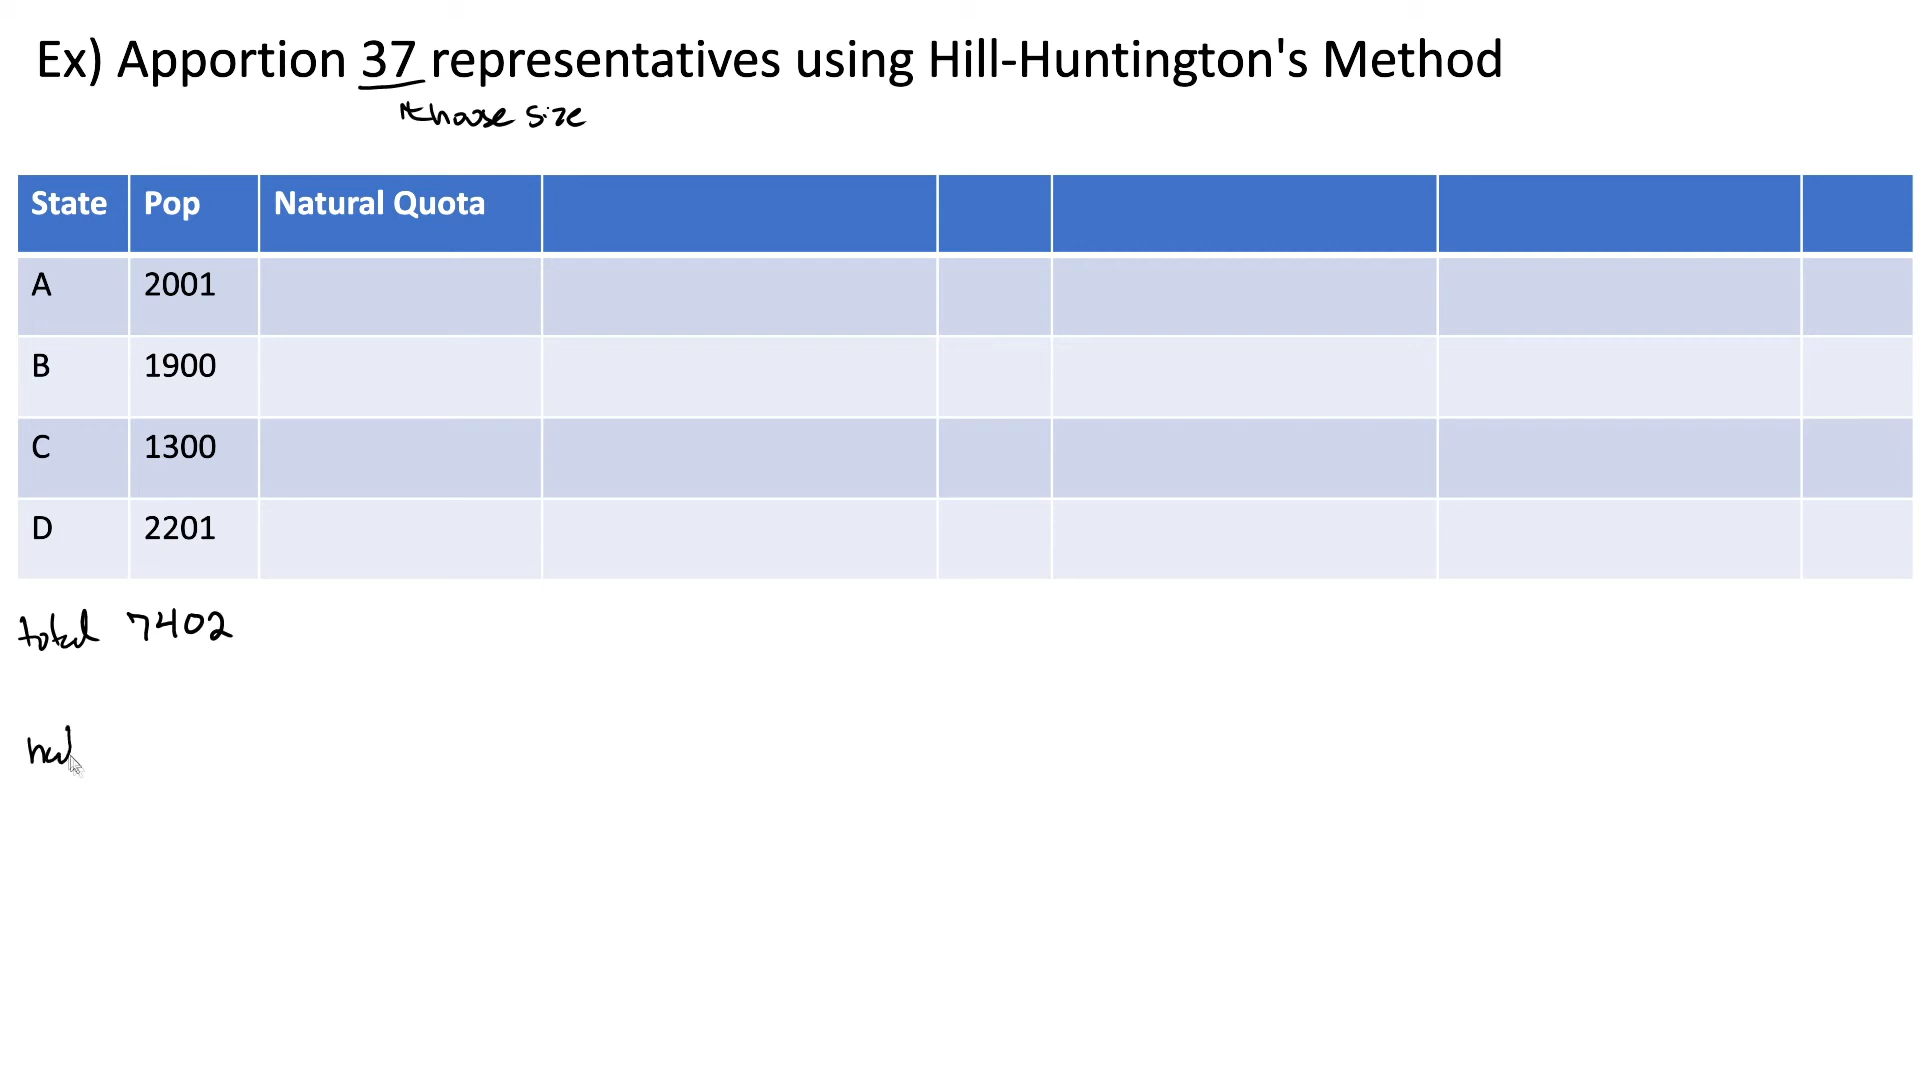 Ex) Apportion 37 representatives using Hill-Huntington's Method
house size
State Pop Natural Quota
A 2001
B 1900
C 1300
D 2201
total 7402